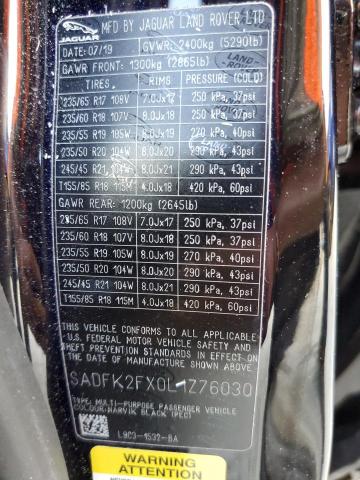 JAGUAR
MFD BY JAGUAR LAND ROVER LTD
DATE: 07/19 GVWR: 2400kg (5290lb)
GAWR FRONT: 1300kg (2865lb)
TIRES RIMS PRESSURE (COLD)
235/65 R17 108V 7.0Jx17 250 kPa, 37psi
235/60 R18 107V 8.0Jx18 250 kPa, 37psi
235/55 R19 105W 8.0Jx19 270 kPa, 40psi
235/50 R20 104W 8.0Jx20 290 kPa, 43psi
245/45 R21 104W 8.0Jx21 290 kPa, 43psi
T155/85 R18 115M 4.0Jx18 420 kPa, 60psi
GAWR REAR: 1200kg (2645lb)
235/65 R17 108V 7.0Jx17 250 kPa, 37psi
235/60 R18 107V 8.0Jx18 250 kPa, 37psi
235/55 R19 105W 8.0Jx19 270 kPa, 40psi
235/50 R20 104W 8.0Jx20 290 kPa, 43psi
245/45 R21 104W 8.0Jx21 290 kPa, 43psi
T155/85 R18 115M 4.0Jx18 420 kPa, 60psi
THIS VEHICLE CONFORMS TO ALL APPLICABLE
U.S. FEDERAL MOTOR VEHICLE SAFETY
STANDARDS IN EFFECT ON THE DATE OF
MANUFACTURE SHOWN ABOVE
SADFK2FX0L1Z76030
TYPE: MULTI-PURPOSE PASSENGER VEHICLE
COLOUR:NARVIK BLACK (PEC)
L9C3-1532-BA
WARNING
ATTENTION